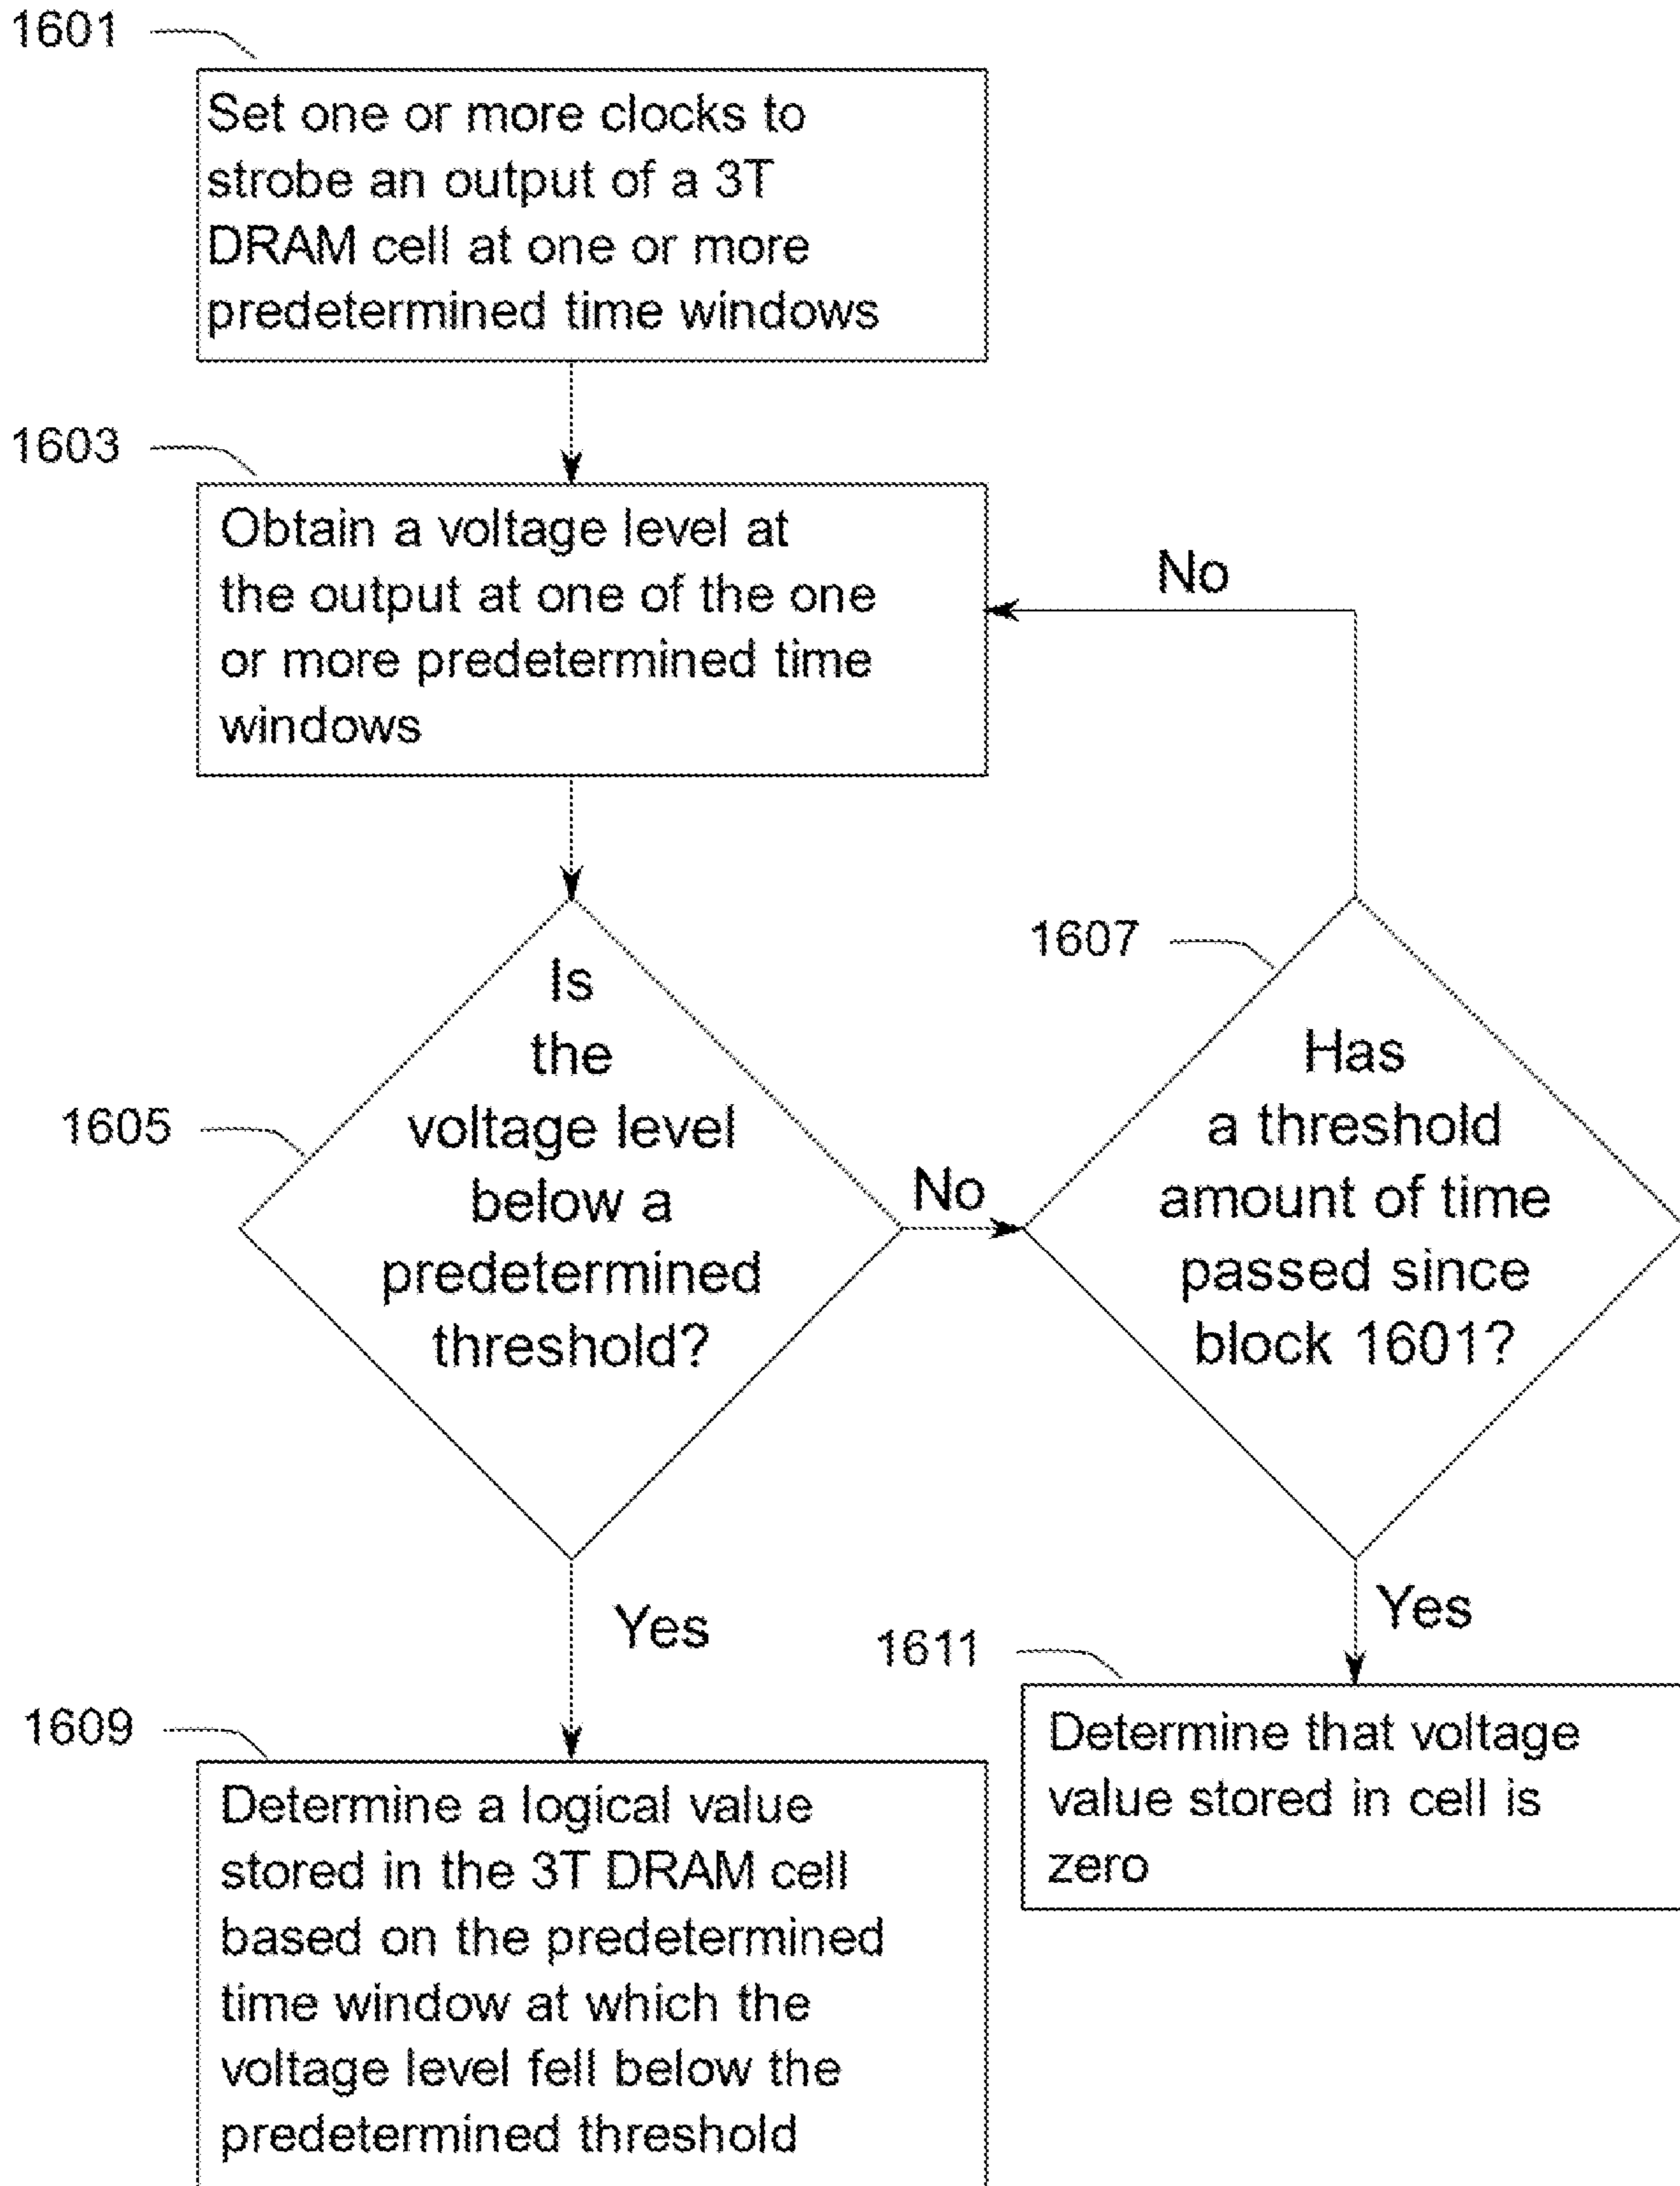 1601
Set one or more clocks to
strobe an output of a 3T
DRAM cell at one or more
predetermined time windows
1603
Obtain a voltage level at
the output at one of the one
or more predetermined time
windows
No
1605
Is
the
voltage level
below a
predetermined
threshold?
No
1607
Has
a threshold
amount of time
passed since
block 1601?
Yes
Yes
1609
Determine a logical value
stored in the 3T DRAM cell
based on the predetermined
time window at which the
voltage level fell below the
predetermined threshold
1611
Determine that voltage
value stored in cell is
zero